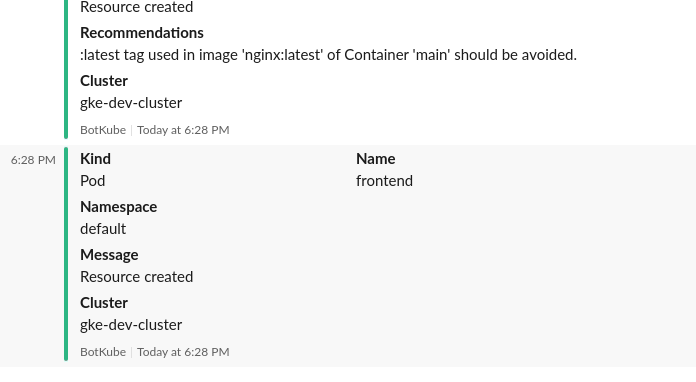 Resource created
Recommendations
:latest tag used in image 'nginx:latest' of Container 'main' should be avoided.
Cluster
gke-dev-cluster
BotKube | Today at 6:28 PM
6:28 PM Kind Name
Pod frontend
Namespace
default
Message
Resource created
Cluster
gke-dev-cluster
BotKube | Today at 6:28 PM